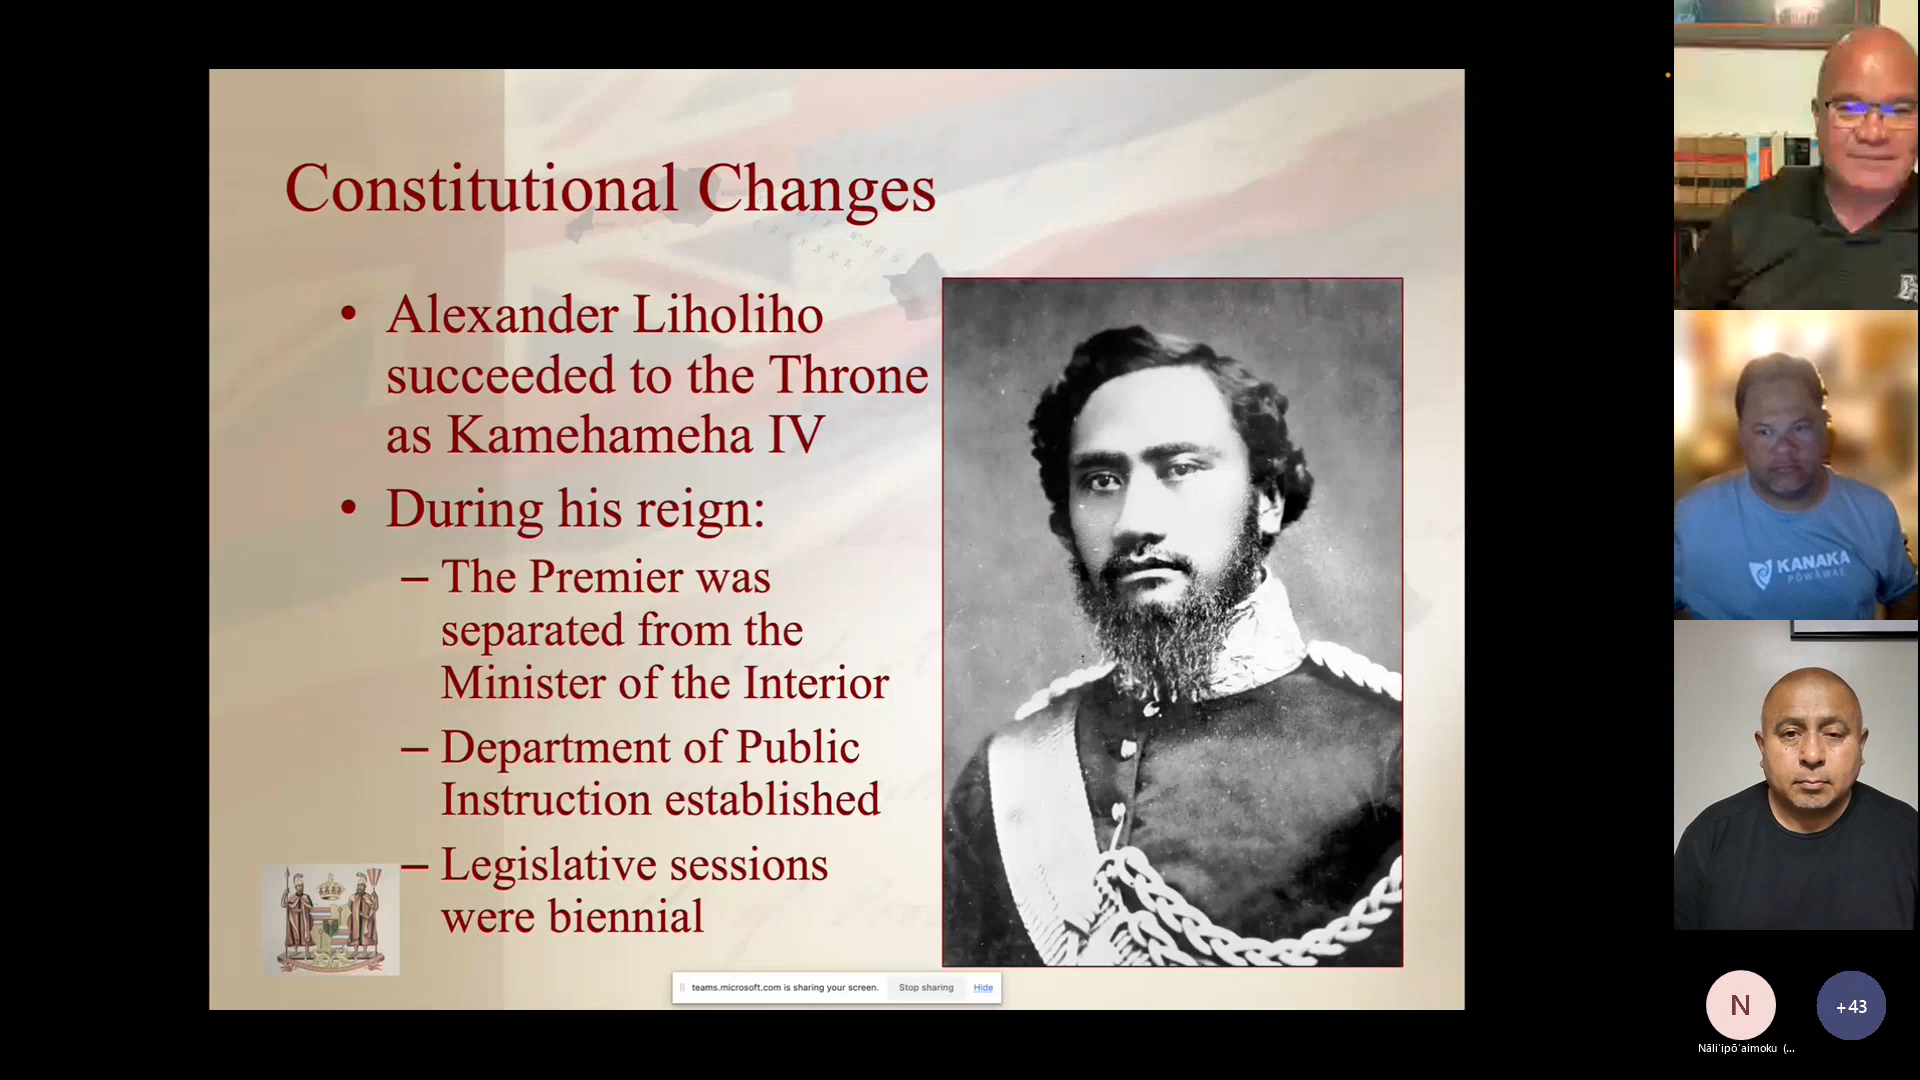 Constitutional Changes
• Alexander Liholiho
succeeded to the Throne
as Kamehameha IV
• During his reign:
– The Premier was
separated from the
Minister of the Interior
– Department of Public
Instruction established
– Legislative sessions
were biennial
teams.microsoft.com is sharing your screen. Stop sharing Hide
KANAKA
PŌWĀWAE
N
+43
Nāliʻipōʻaimoku (...